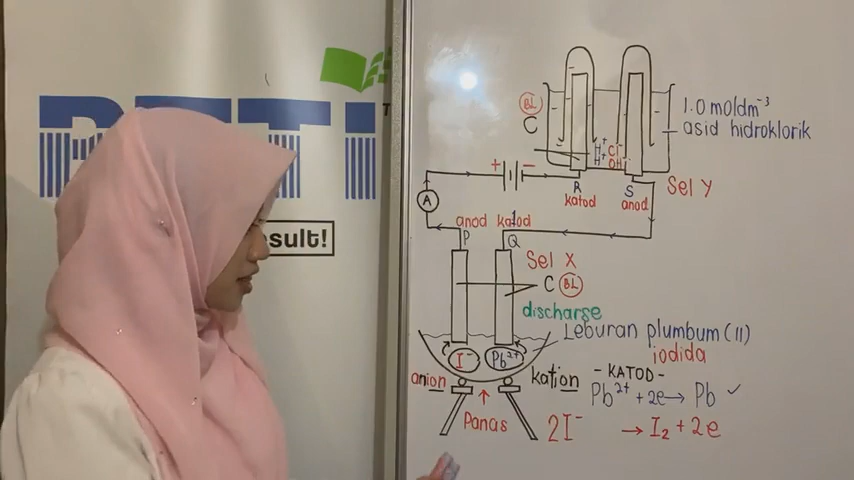 BL
C
1.0 moldm⁻³
asid hidroklorik
H⁺ Cl⁻
H⁺ OH⁻
+ −
R S
katod anod
Sel Y
A
anod katod
P Q
Sel X
C BL
discharge
Leburan plumbum (II)
iodida
I⁻ Pb²⁺
anion kation
- KATOD -
Pb²⁺ + 2e → Pb ✓
Panas
2I⁻ → I₂ + 2e
sult!